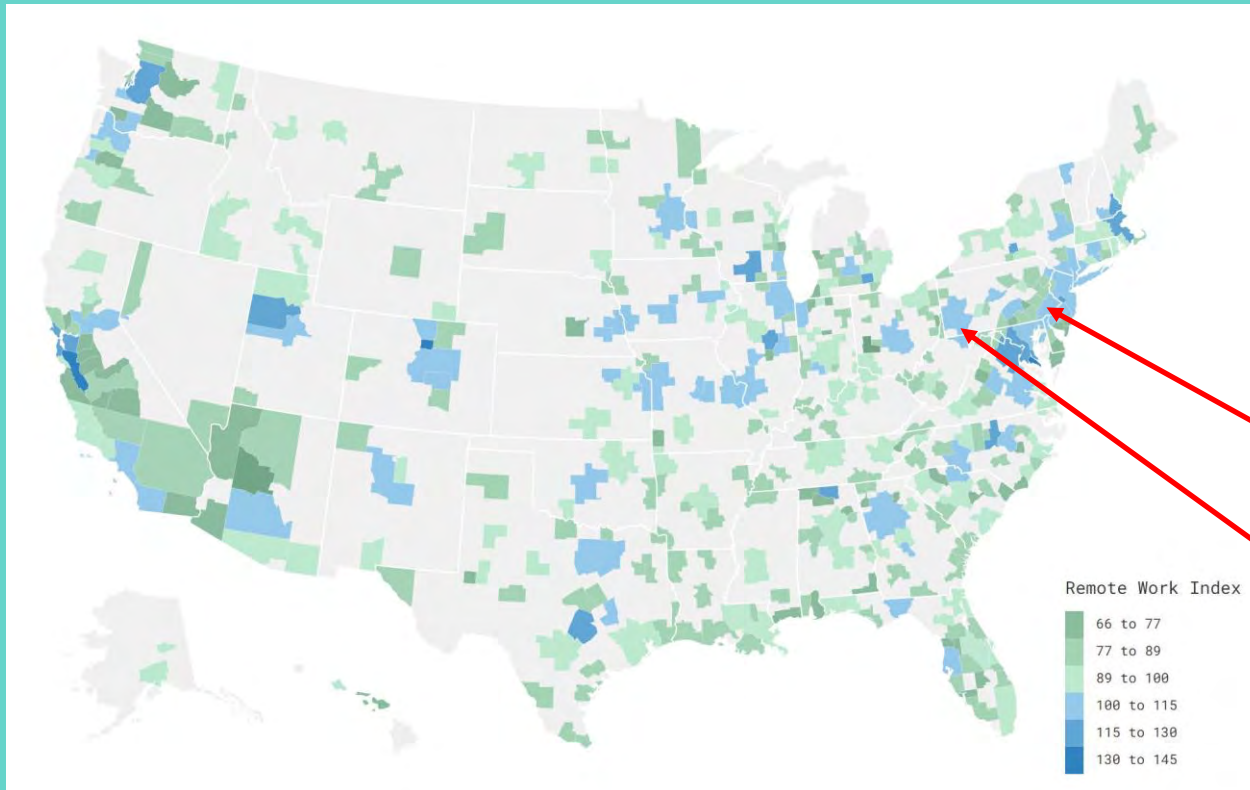 Remote Work Index
66 to 77
77 to 89
89 to 100
100 to 115
115 to 130
130 to 145